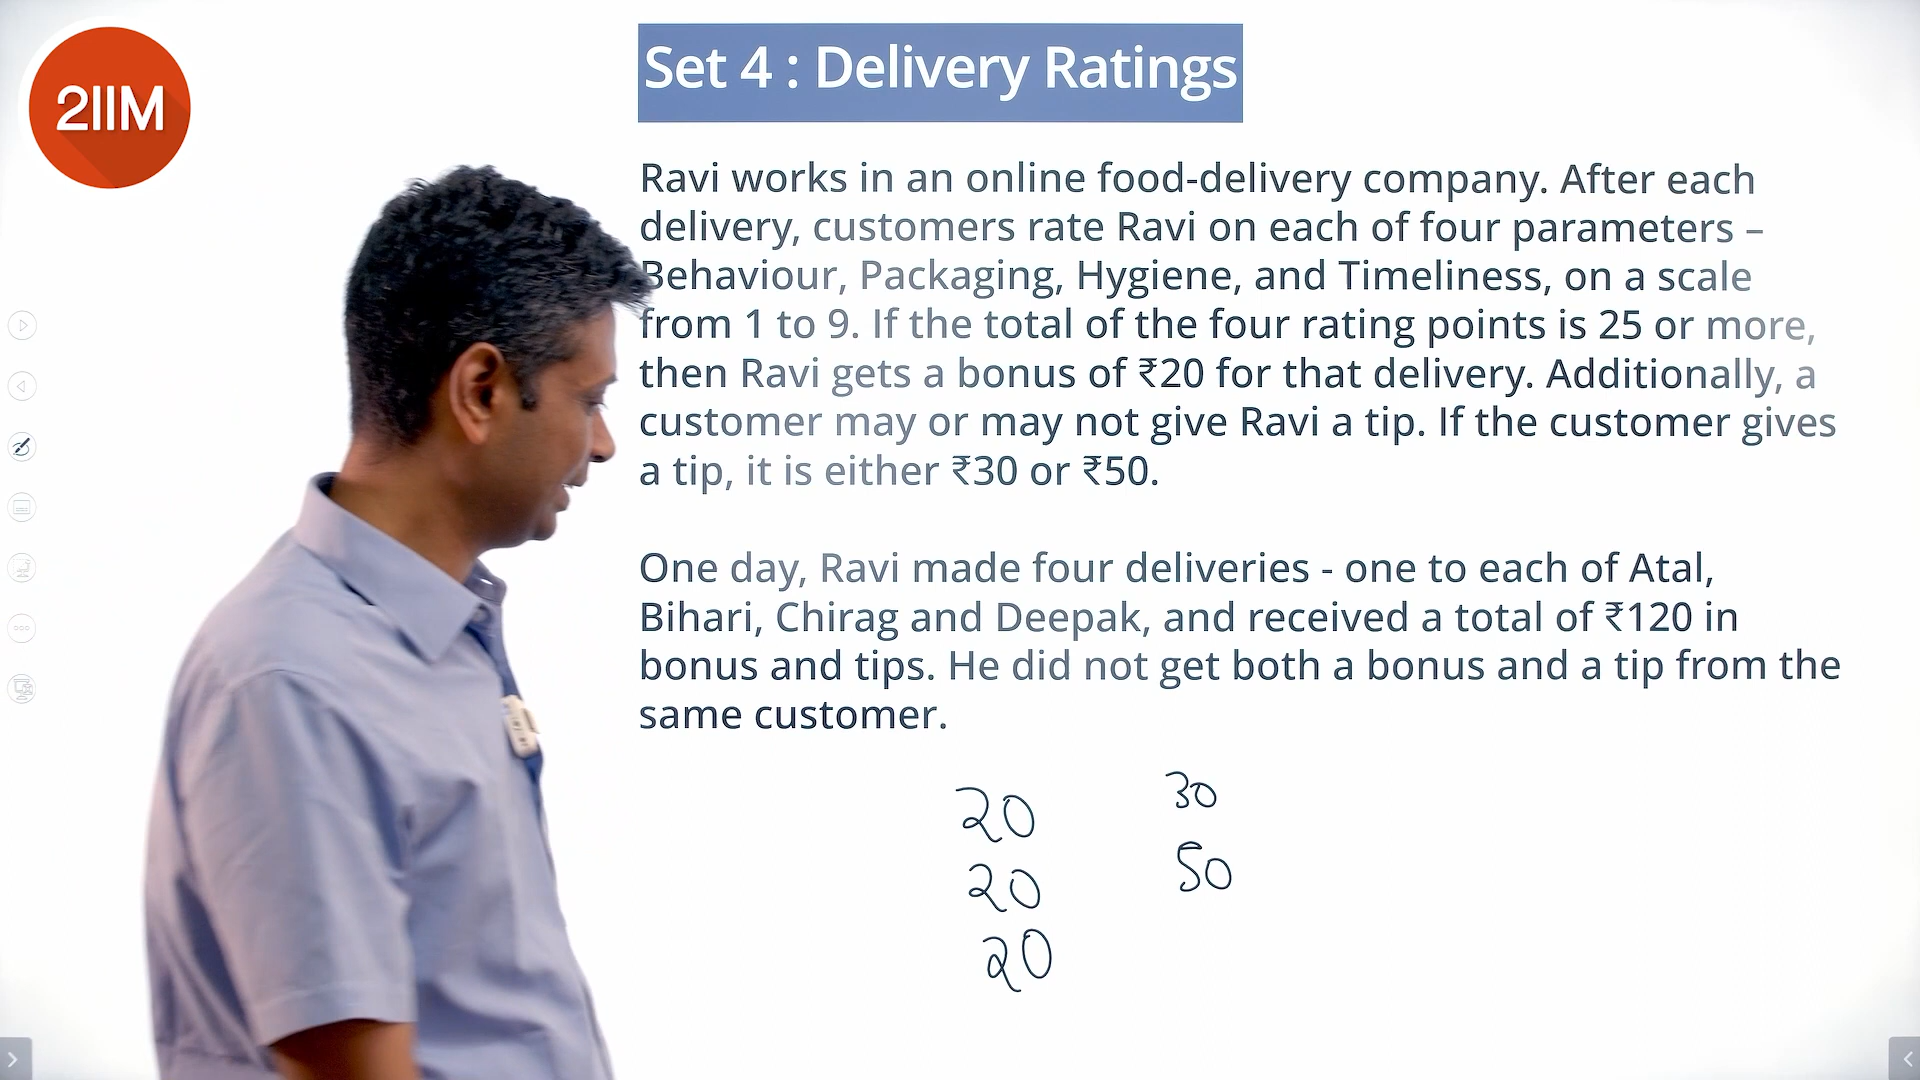 2IIM
Set 4 : Delivery Ratings
Ravi works in an online food-delivery company. After each
delivery, customers rate Ravi on each of four parameters –
Behaviour, Packaging, Hygiene, and Timeliness, on a scale
from 1 to 9. If the total of the four rating points is 25 or more,
then Ravi gets a bonus of ₹20 for that delivery. Additionally, a
customer may or may not give Ravi a tip. If the customer gives
a tip, it is either ₹30 or ₹50.
One day, Ravi made four deliveries - one to each of Atal,
Bihari, Chirag and Deepak, and received a total of ₹120 in
bonus and tips. He did not get both a bonus and a tip from the
same customer.
20 30
20 50
20